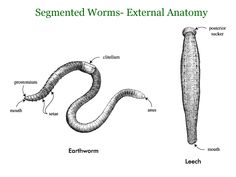 Segmented Worms- External Anatomy
clitellum
posterior
sucker
prostomium
mouth
setae
anus
mouth
Earthworm
Leech